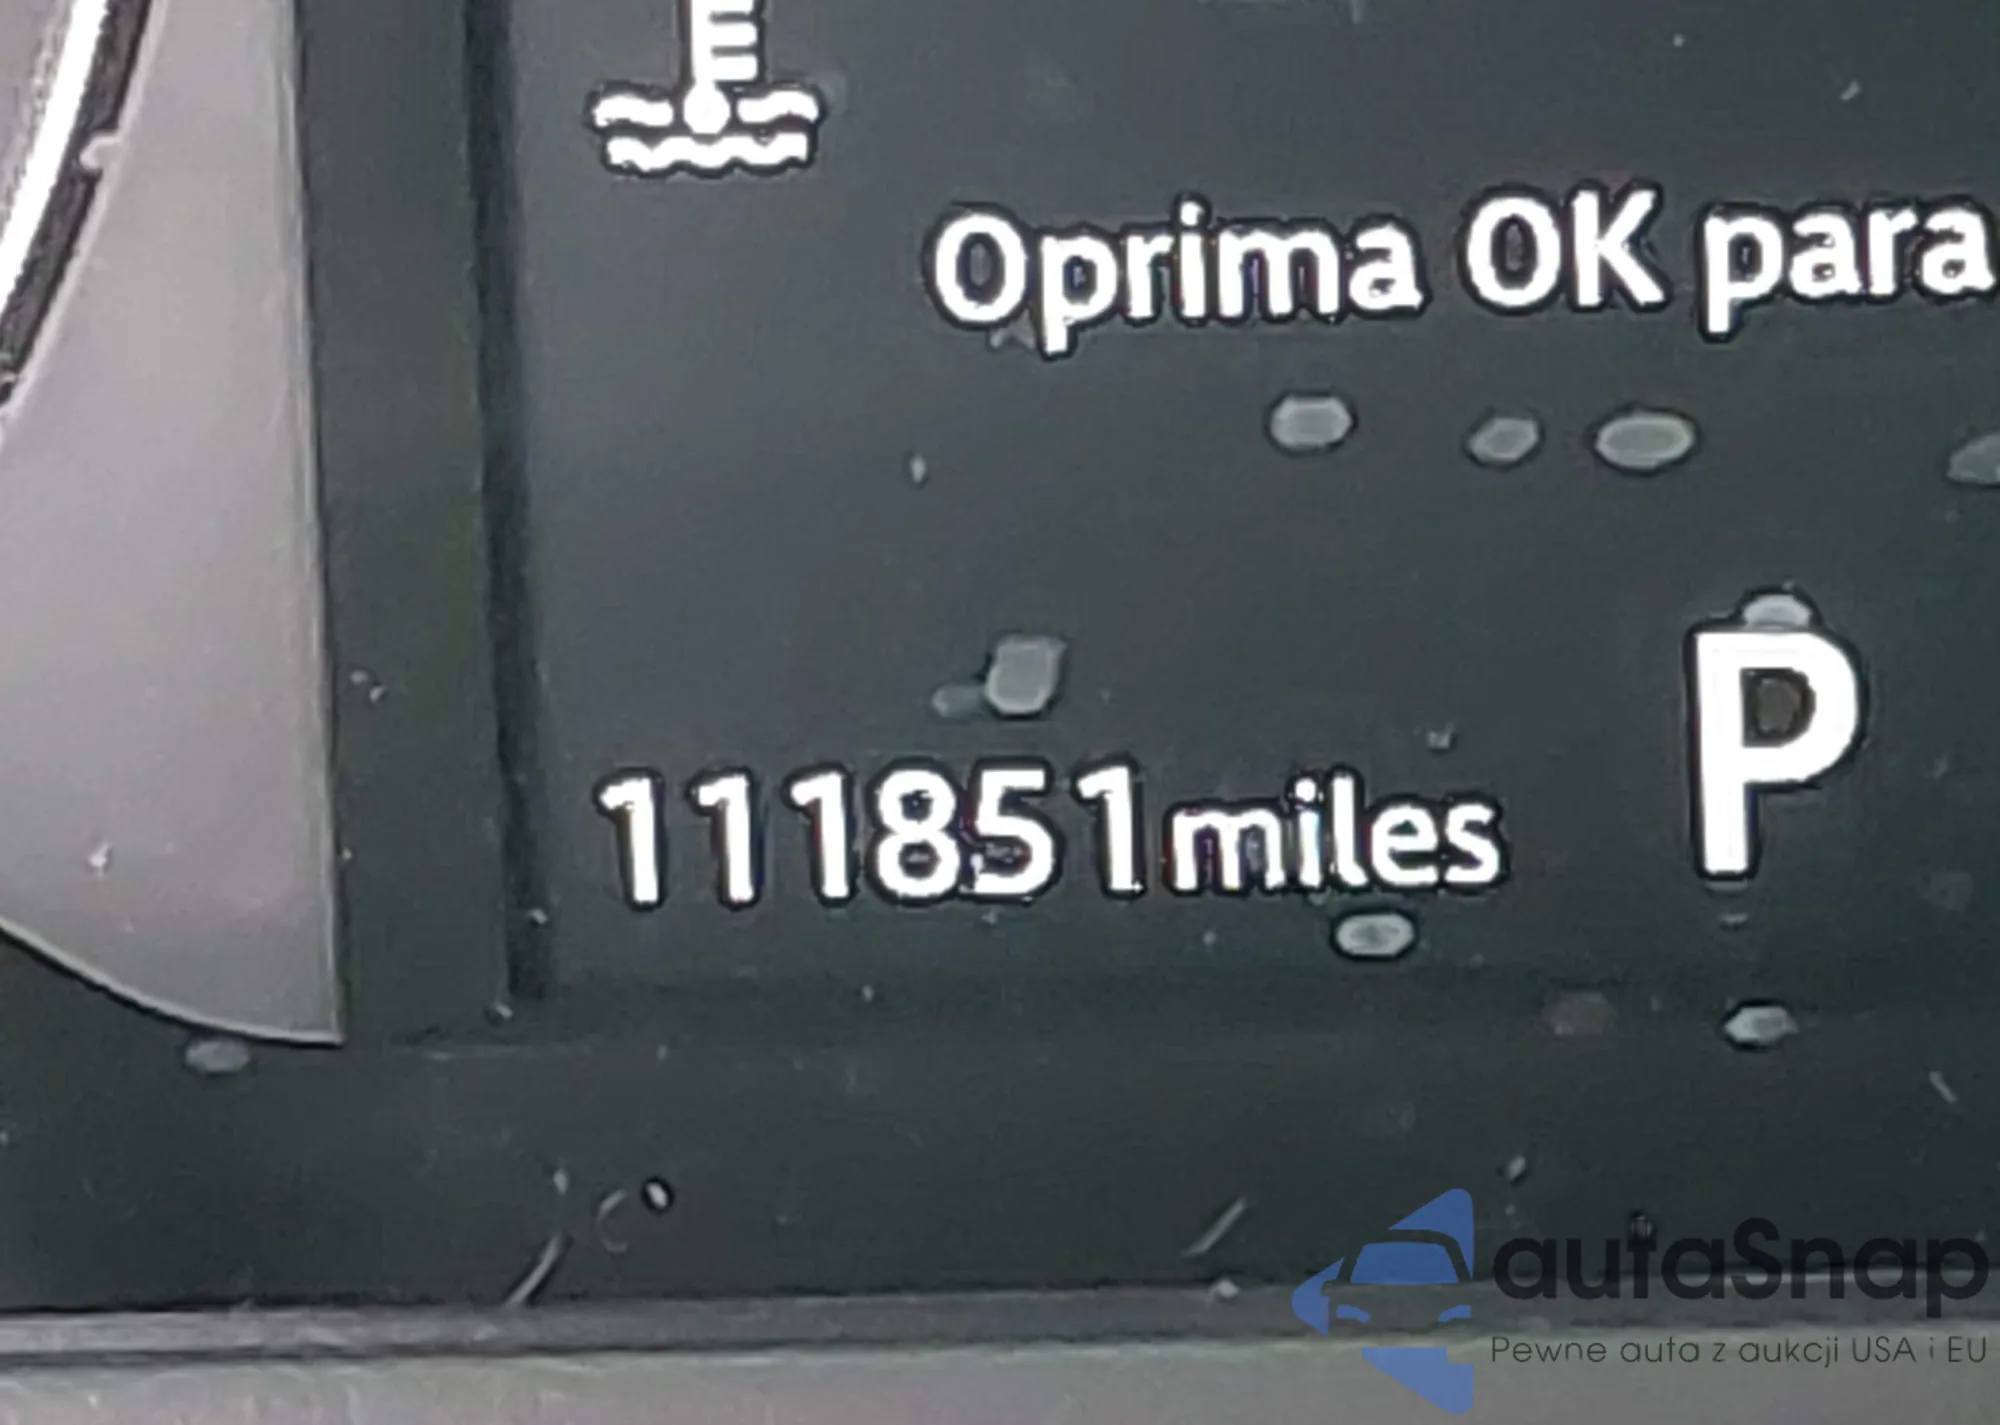 Oprima OK para
P
111851miles
autaSnap
Pewne auta z aukcji USA i EU